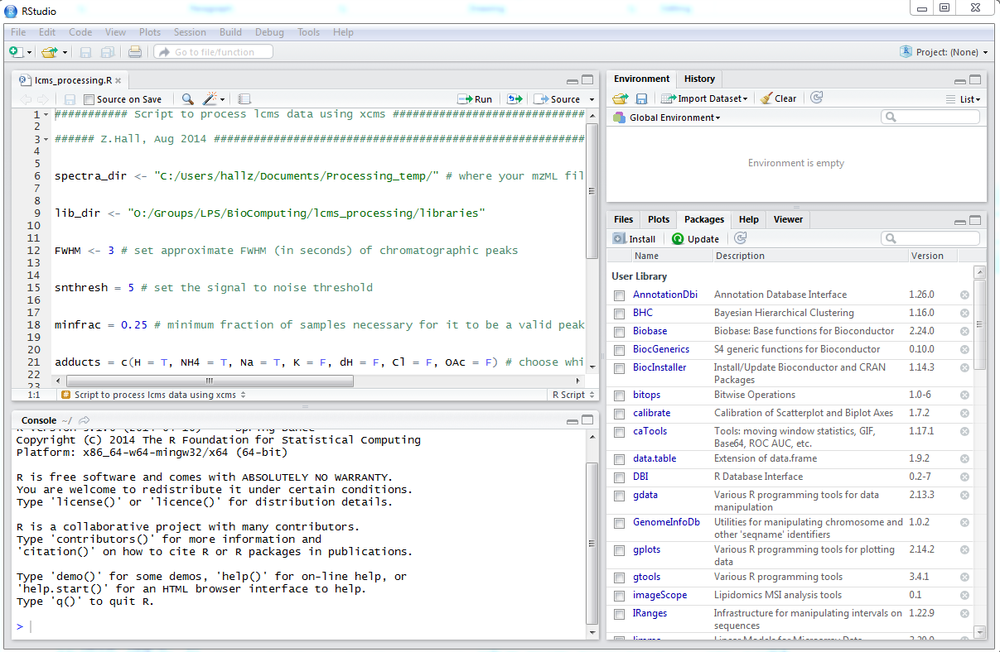 RStudio
File Edit Code View Plots Session Build Debug Tools Help
Go to file/function
Project: (None)
lcms_processing.R
Source on Save
Run
Source
1 ########### Script to process lcms data using xcms #############################
2
3 ###### Z.Hall, Aug 2014 ########################################################
4
5
6 spectra_dir <- "C:/Users/hallz/Documents/Processing_temp/" # where your mzML fil
7
8
9 lib_dir <- "O:/Groups/LPS/BioComputing/lcms_processing/libraries"
10
11
12 FWHM <- 3 # set approximate FWHM (in seconds) of chromatographic peaks
13
14
15 snthresh = 5 # set the signal to noise threshold
16
17
18 minfrac = 0.25 # minimum fraction of samples necessary for it to be a valid peak
19
20
21 adducts = c(H = T, NH4 = T, Na = T, K = F, dH = F, Cl = F, OAc = F) # choose whi
22
23
1:1 # Script to process lcms data using xcms R Script
Console ~/
Copyright (C) 2014 The R Foundation for Statistical Computing
Platform: x86_64-w64-mingw32/x64 (64-bit)
R is free software and comes with ABSOLUTELY NO WARRANTY.
You are welcome to redistribute it under certain conditions.
Type 'license()' or 'licence()' for distribution details.
R is a collaborative project with many contributors.
Type 'contributors()' for more information and
'citation()' on how to cite R or R packages in publications.
Type 'demo()' for some demos, 'help()' for on-line help, or
'help.start()' for an HTML browser interface to help.
Type 'q()' to quit R.
>
Environment History
Import Dataset Clear List
Global Environment
Environment is empty
Files Plots Packages Help Viewer
Install Update
Name Description Version
User Library
AnnotationDbi Annotation Database Interface 1.26.0
BHC Bayesian Hierarchical Clustering 1.16.0
Biobase Biobase: Base functions for Bioconductor 2.24.0
BiocGenerics S4 generic functions for Bioconductor 0.10.0
BiocInstaller Install/Update Bioconductor and CRAN 1.14.3
Packages
bitops Bitwise Operations 1.0-6
calibrate Calibration of Scatterplot and Biplot Axes 1.7.2
caTools Tools: moving window statistics, GIF, 1.17.1
Base64, ROC AUC, etc.
data.table Extension of data.frame 1.9.2
DBI R Database Interface 0.2-7
gdata Various R programming tools for data 2.13.3
manipulation
GenomeInfoDb Utilities for manipulating chromosome and 1.0.2
other 'seqname' identifiers
gplots Various R programming tools for plotting 2.14.2
data
gtools Various R programming tools 3.4.1
imageScope Lipidomics MSI analysis tools 0.1
IRanges Infrastructure for manipulating intervals on 1.22.9
sequences